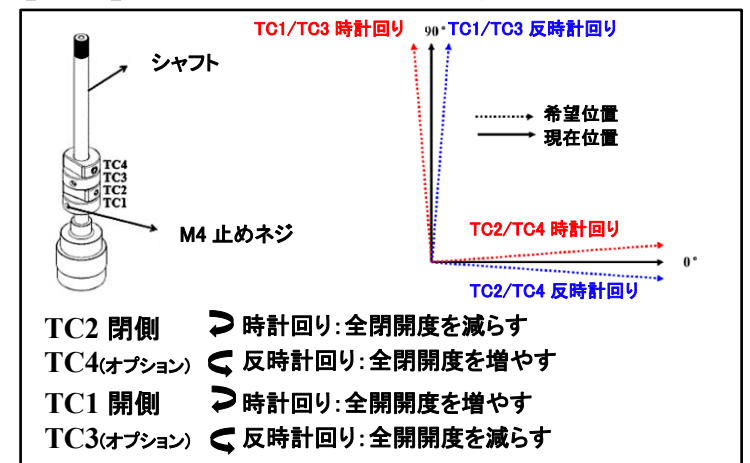 TC1/TC3 時計回り 90° TC1/TC3 反時計回り
シャフト
希望位置
現在位置
TC4
TC3
TC2
TC1
M4 止めネジ
TC2/TC4 時計回り
0°
TC2/TC4 反時計回り
TC2 閉側 時計回り:全閉開度を減らす
TC4(オプション) 反時計回り:全閉開度を増やす
TC1 開側 時計回り:全開開度を増やす
TC3(オプション) 反時計回り:全開開度を減らす